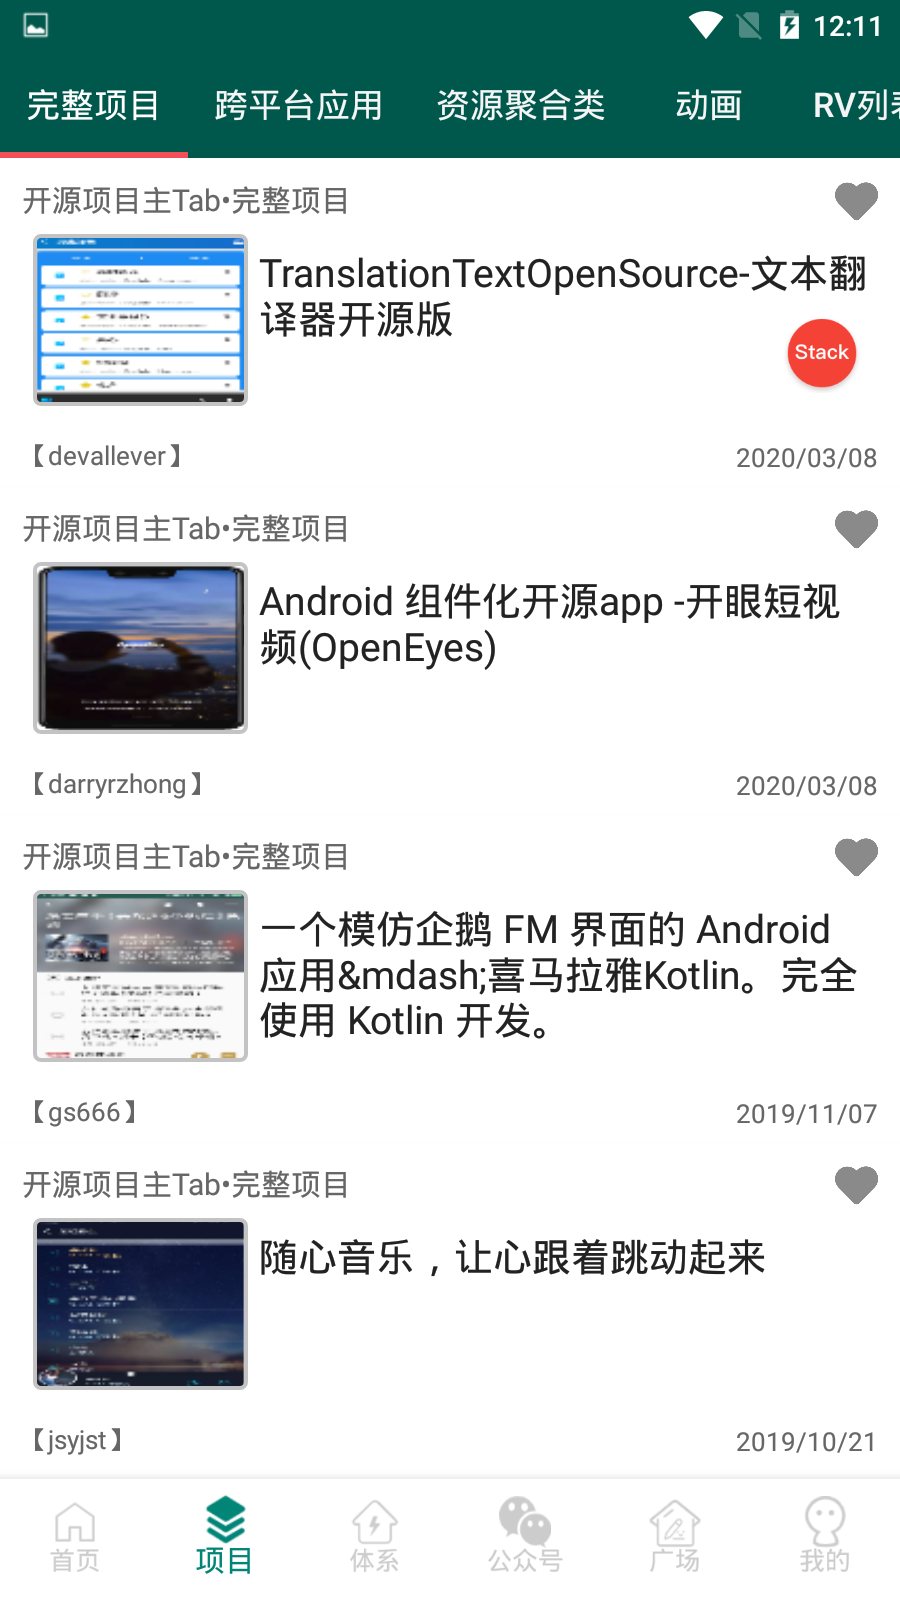 12:11
完整项目 跨平台应用 资源聚合类 动画 RV列
开源项目主Tab•完整项目
TranslationTextOpenSource-文本翻
译器开源版
Stack
【devallever】 2020/03/08
开源项目主Tab•完整项目
Android 组件化开源app -开眼短视
频(OpenEyes)
【darryrzhong】 2020/03/08
开源项目主Tab•完整项目
一个模仿企鹅 FM 界面的 Android
应用&mdash;喜马拉雅Kotlin。完全
使用 Kotlin 开发。
【gs666】 2019/11/07
开源项目主Tab•完整项目
随心音乐，让心跟着跳动起来
【jsyjst】 2019/10/21
首页 项目 体系 公众号 广场 我的